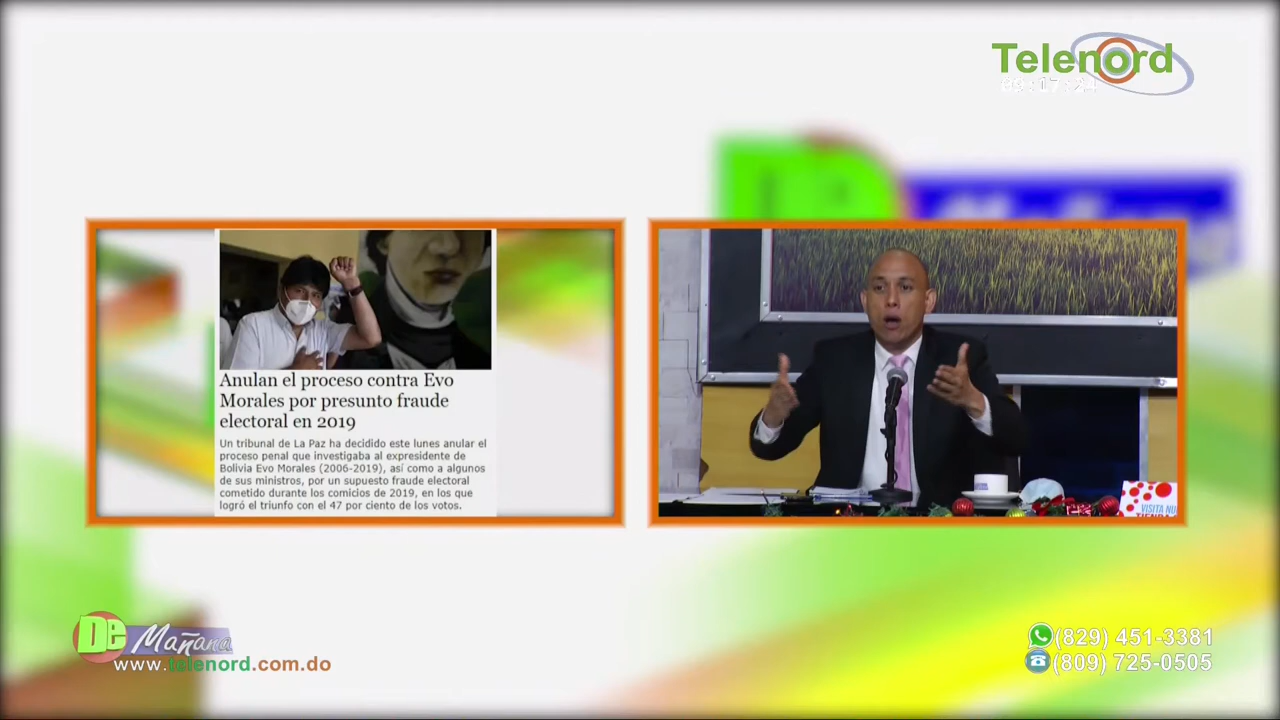 Telenord
Anulan el proceso contra Evo
Morales por presunto fraude
electoral en 2019
Un tribunal de La Paz ha decidido este lunes anular el
proceso penal que investigaba al expresidente de
Bolivia Evo Morales (2006-2019), así como a algunos
de sus ministros, por un supuesto fraude electoral
cometido durante los comicios de 2019, en los que
logró el triunfo con el 47 por ciento de los votos.
VISITA NU
TIENDA
De Mañana
www.telenord.com.do
(829) 451-3381
(809) 725-0505